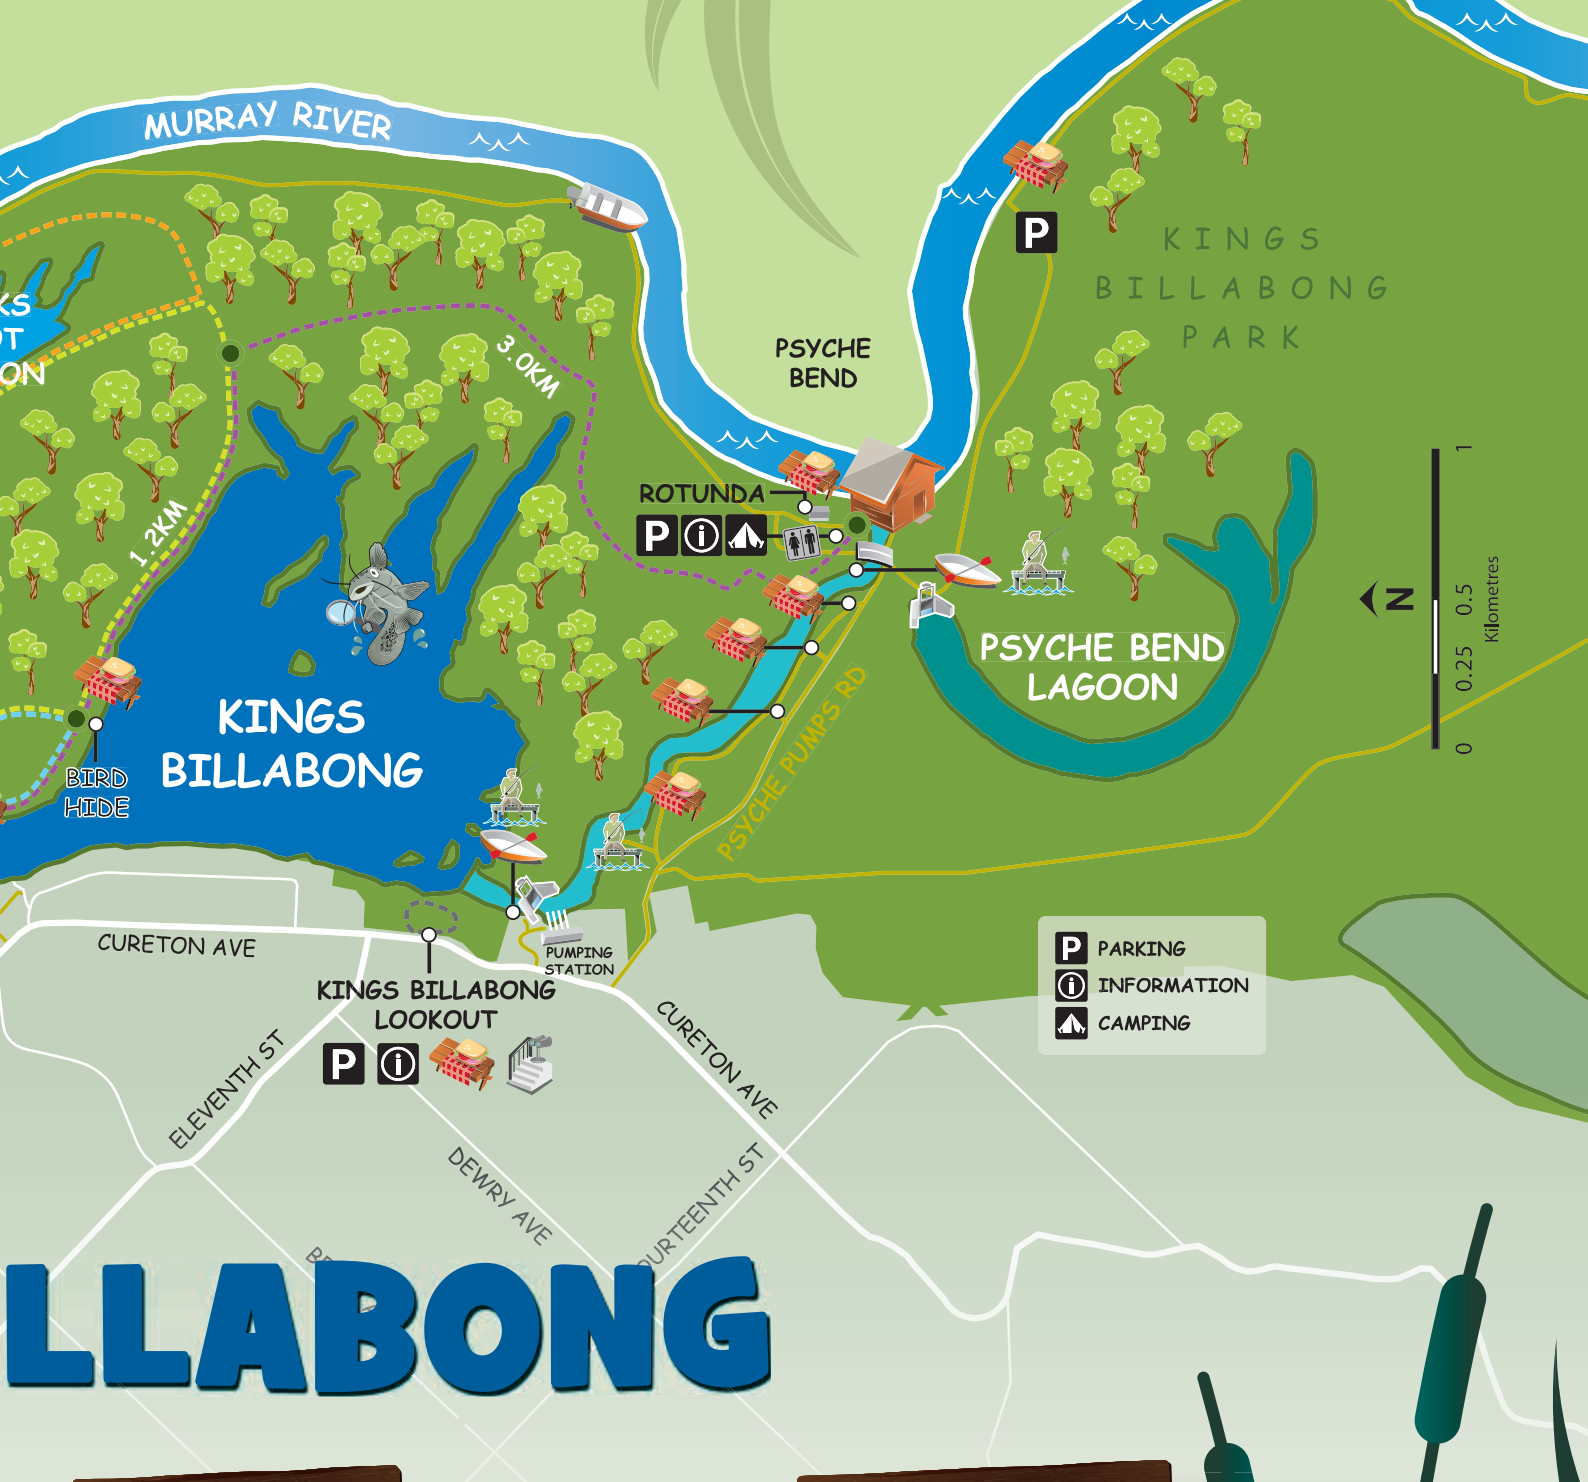 MURRAY RIVER
KINGS
BILLABONG
PARK
3.0KM
PSYCHE
BEND
ROTUNDA
P i
P
1.2KM
PSYCHE BEND
LAGOON
N
1
0.5
0.25
0
Kilometres
KINGS
BILLABONG
BIRD
HIDE
PSYCHE PUMPS RD
CURETON AVE
PUMPING
STATION
KINGS BILLABONG
LOOKOUT
P i
ELEVENTH ST
CURETON AVE
DEWRY AVE
OURTEENTH ST
P PARKING
i INFORMATION
CAMPING
LLABONG